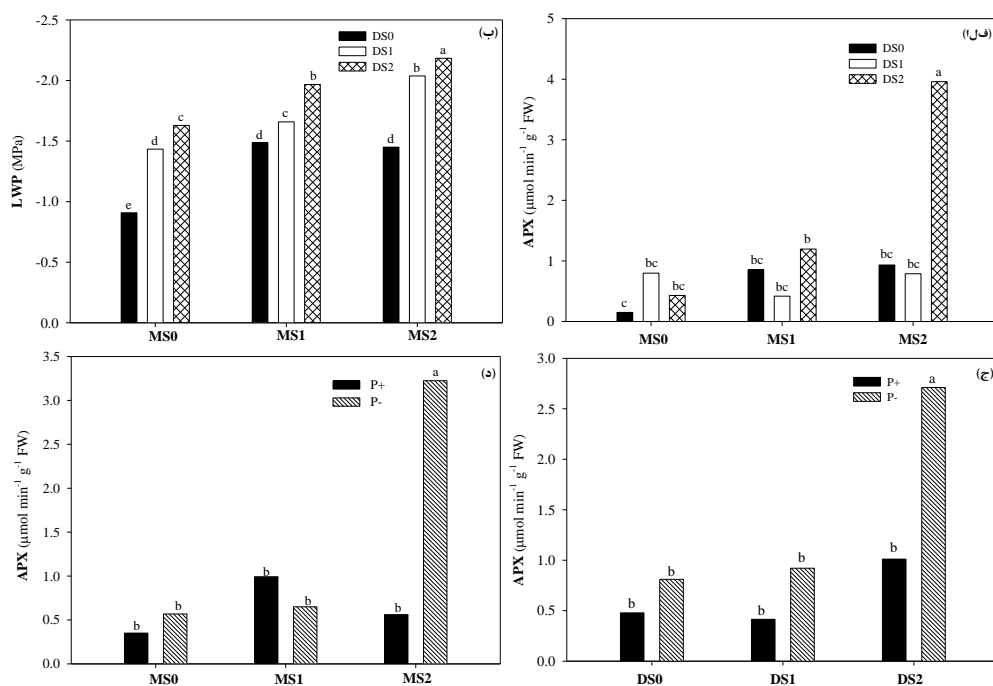 (ب)
DS0
DS1
DS2
LWP (MPa)
-2.5
-2.0
-1.5
-1.0
-0.5
0.0
e
d
c
d
c
b
d
b
a
MS0
MS1
MS2
(فلا)
DS0
DS1
DS2
APX (µmol min⁻¹ g⁻¹ FW)
5
4
3
2
1
0
c
bc
bc
bc
bc
b
bc
bc
a
MS0
MS1
MS2
(د)
P+
P-
APX (µmol min⁻¹ g⁻¹ FW)
3.5
3.0
2.5
2.0
1.5
1.0
0.5
0.0
b
b
b
b
b
a
MS0
MS1
MS2
(ج)
P+
P-
APX (µmol min⁻¹ g⁻¹ FW)
3.0
2.5
2.0
1.5
1.0
0.5
0.0
b
b
b
b
b
a
DS0
DS1
DS2